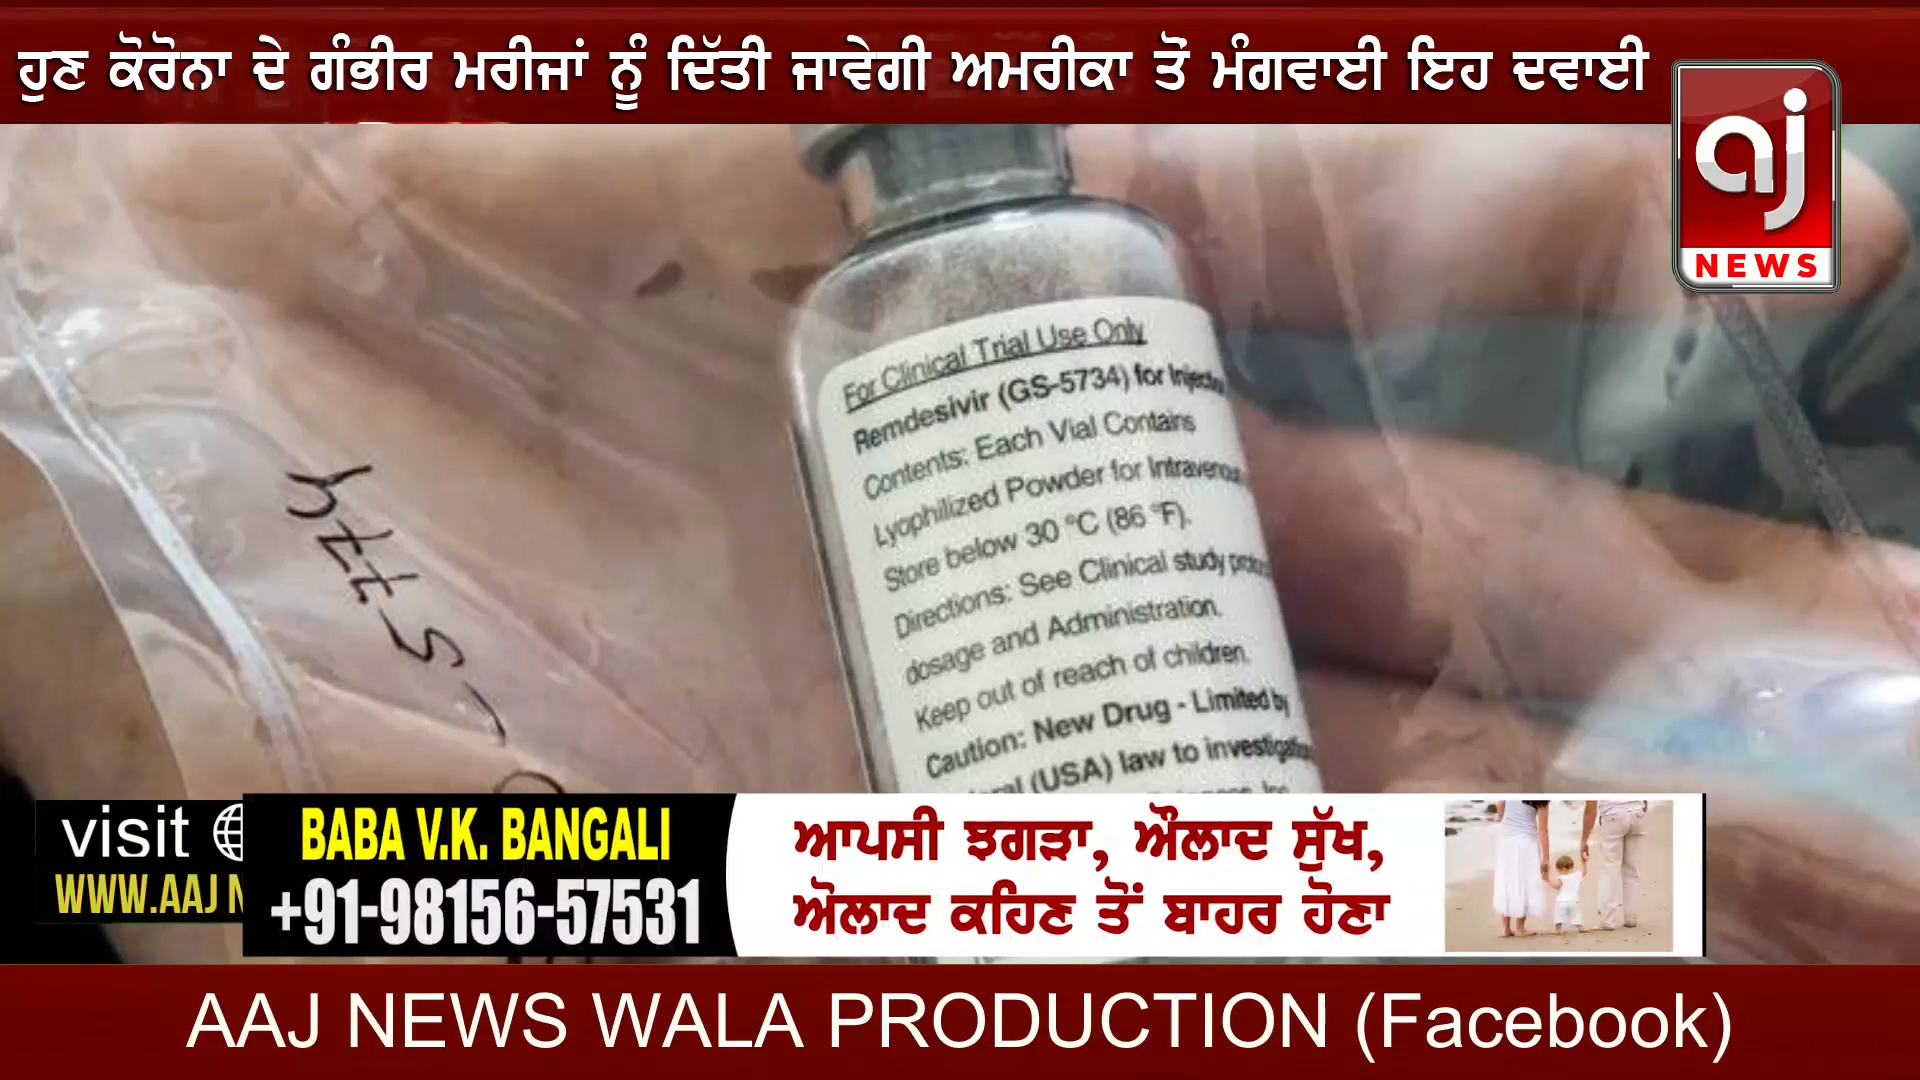 ਹੁਣ ਕੋਰੋਨਾ ਦੇ ਗੰਭੀਰ ਮਰੀਜਾਂ ਨੂੰ ਦਿੱਤੀ ਜਾਵੇਗੀ ਅਮਰੀਕਾ ਤੋਂ ਮੰਗਵਾਈ ਇਹ ਦਵਾਈ
aj
NEWS
For Clinical Trial Use Only
Remdesivir (GS-5734) for
Contents: Each Vial Contains
Lyophilized Powder for
Store below 30 °C (86 °F).
Directions: See Clinical study
dosage and Administration.
Keep out of reach of children.
Caution: New Drug - Limited by
(USA) law to
visit
WWW.AAJ N
BABA V.K. BANGALI
+91-98156-57531
ਆਪਸੀ ਝਗੜਾ, ਔਲਾਦ ਸੁੱਖ,
ਔਲਾਦ ਕਹਿਣ ਤੋਂ ਬਾਹਰ ਹੋਣਾ
AAJ NEWS WALA PRODUCTION (Facebook)